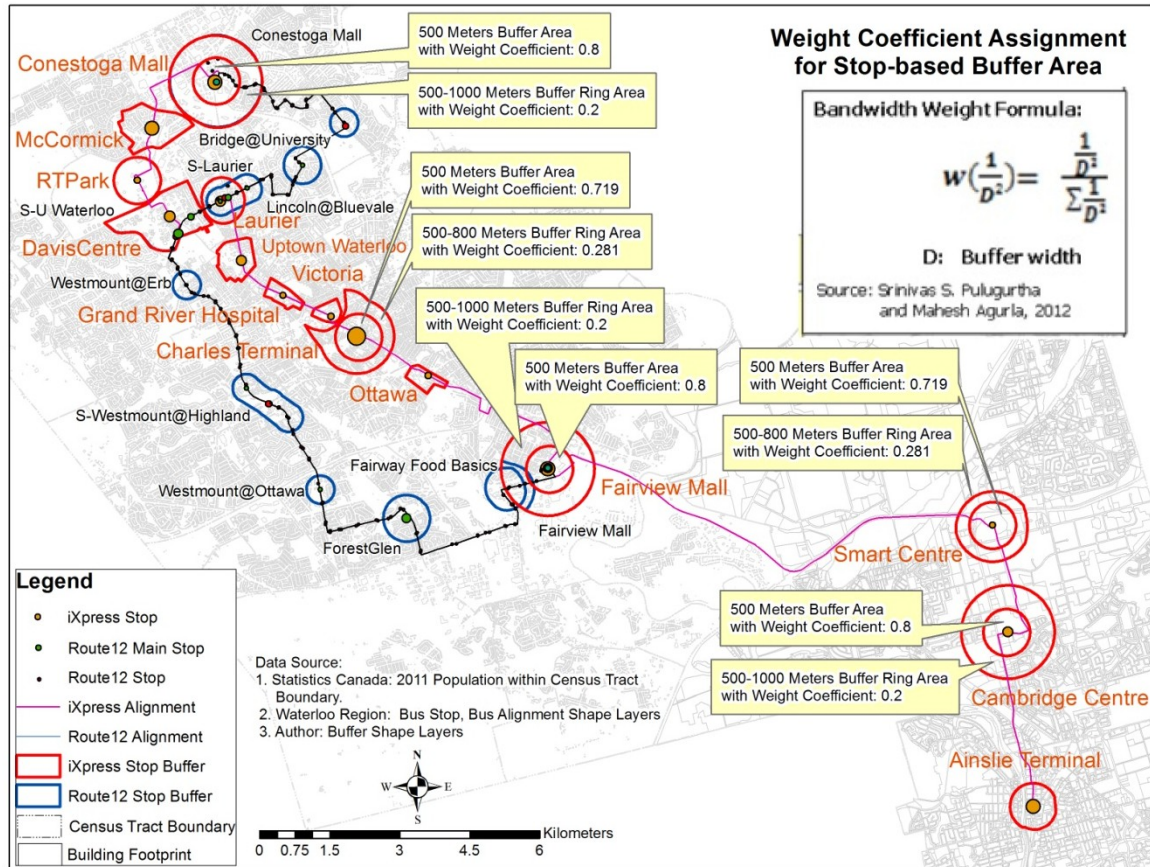 Weight Coefficient Assignment
for Stop-based Buffer Area
Bandwidth Weight Formula:
w(1/D²)= (1/D²)/(∑1/D²)
D: Buffer width
Source: Srinivas S. Pulugurtha
and Mahesh Agurla, 2012
Conestoga Mall
500 Meters Buffer Area
with Weight Coefficient: 0.8
Conestoga Mall
500-1000 Meters Buffer Ring Area
with Weight Coefficient: 0.2
McCormick
Bridge@University
S-Laurier
RTPark
500 Meters Buffer Area
with Weight Coefficient: 0.719
S-U Waterloo
Lincoln@Bluevale
Laurier
DavisCentre
Uptown Waterloo
500-800 Meters Buffer Ring Area
with Weight Coefficient: 0.281
Victoria
Westmount@Erb
Grand River Hospital
500-1000 Meters Buffer Ring Area
with Weight Coefficient: 0.2
Charles Terminal
500 Meters Buffer Area
with Weight Coefficient: 0.8
500 Meters Buffer Area
with Weight Coefficient: 0.719
Ottawa
S-Westmount@Highland
500-800 Meters Buffer Ring Area
with Weight Coefficient: 0.281
Fairway Food Basics
Westmount@Ottawa
Fairview Mall
Fairview Mall
ForestGlen
Smart Centre
500 Meters Buffer Area
with Weight Coefficient: 0.8
500-1000 Meters Buffer Ring Area
with Weight Coefficient: 0.2
Cambridge Centre
Ainslie Terminal
Legend
iXpress Stop
Route12 Main Stop
Route12 Stop
iXpress Alignment
Route12 Alignment
iXpress Stop Buffer
Route12 Stop Buffer
Census Tract Boundary
Building Footprint
Data Source:
1. Statistics Canada: 2011 Population within Census Tract
Boundary.
2. Waterloo Region: Bus Stop, Bus Alignment Shape Layers
3. Author: Buffer Shape Layers
N
W E
S
Kilometers
0 0.75 1.5 3 4.5 6